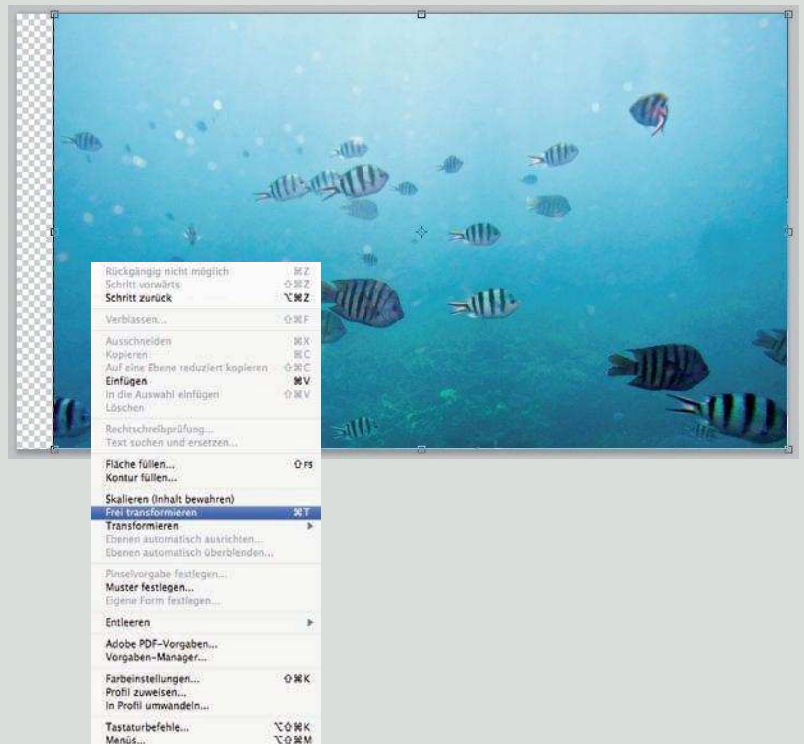 Rückgängig nicht möglich ⌘Z
Schritt vorwärts ⇧⌘Z
Schritt zurück ⌥⌘Z
Verblassen... ⇧⌘F
Ausschneiden ⌘X
Kopieren ⌘C
Auf eine Ebene reduziert kopieren ⇧⌘C
Einfügen ⌘V
In die Auswahl einfügen ⇧⌘V
Löschen
Rechtschreibprüfung...
Text suchen und ersetzen...
Fläche füllen... ⇧F5
Kontur füllen...
Skalieren (Inhalt bewahren)
Frei transformieren ⌘T
Transformieren ▶
Ebenen automatisch ausrichten...
Ebenen automatisch überblenden...
Pinselvorgabe festlegen...
Muster festlegen...
Eigene Form festlegen...
Entleeren ▶
Adobe PDF-Vorgaben...
Vorgaben-Manager...
Farbeinstellungen... ⇧⌘K
Profil zuweisen...
In Profil umwandeln...
Tastaturbefehle... ⌥⇧⌘K
Menüs... ⌥⇧⌘M